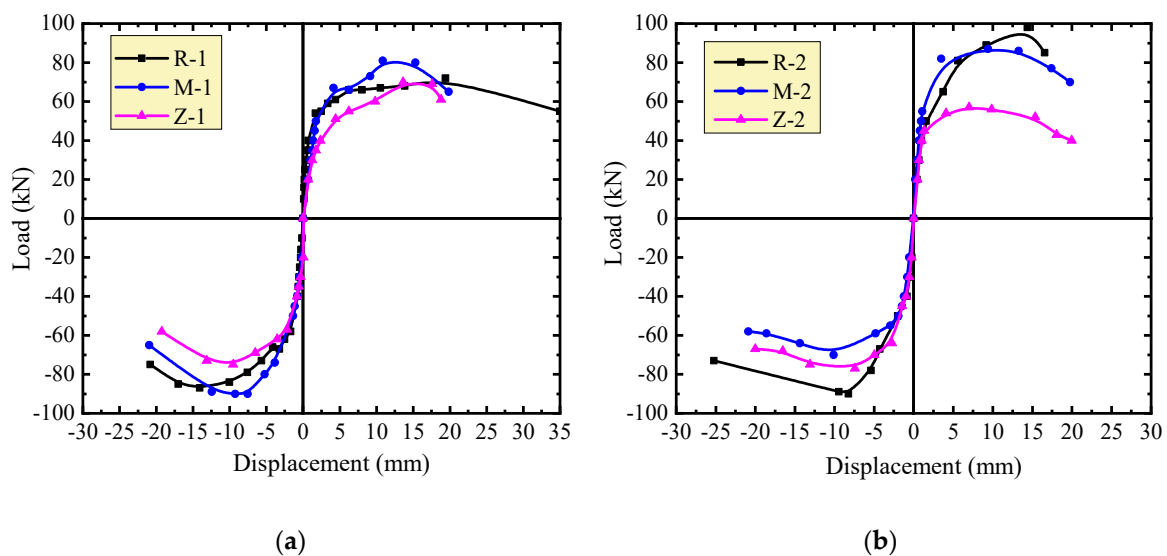 100
80
60
40
20
0
-20
-40
-60
-80
-100
Load (kN)
-30 -25 -20 -15 -10 -5 0 5 10 15 20 25 30 35
Displacement (mm)
R-1
M-1
Z-1
(a)
100
80
60
40
20
0
-20
-40
-60
-80
-100
Load (kN)
-30 -25 -20 -15 -10 -5 0 5 10 15 20 25 30
Displacement (mm)
R-2
M-2
Z-2
(b)